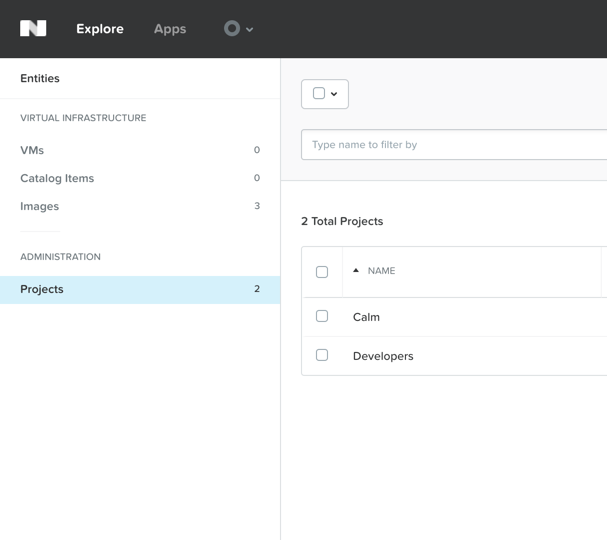 Explore Apps
Entities
VIRTUAL INFRASTRUCTURE
VMs 0
Catalog Items 0
Images 3
ADMINISTRATION
Projects 2
Type name to filter by
2 Total Projects
NAME
Calm
Developers